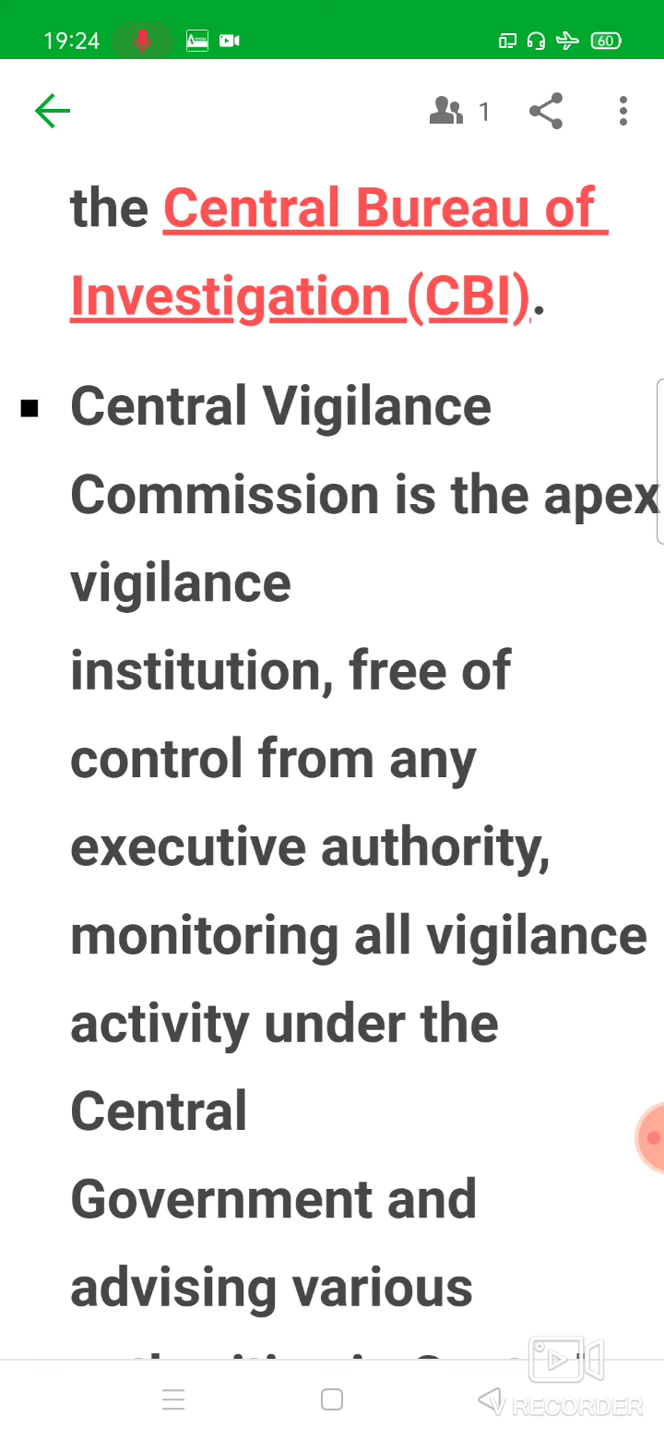 19:24 60
1
the Central Bureau of
Investigation (CBI).
Central Vigilance
Commission is the apex
vigilance
institution, free of
control from any
executive authority,
monitoring all vigilance
activity under the
Central
Government and
advising various
V RECORDER